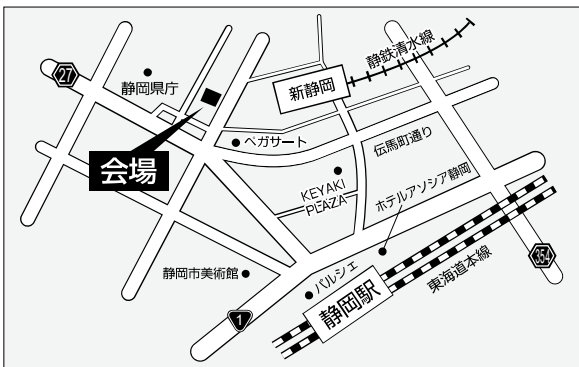 静鉄清水線
27
静岡県庁
新静岡
ペガサート
伝馬町通り
会場
KEYAKI
PLAZA
ホテルアソシア静岡
静岡市美術館
パルシェ
静岡駅
東海道本線
354
1